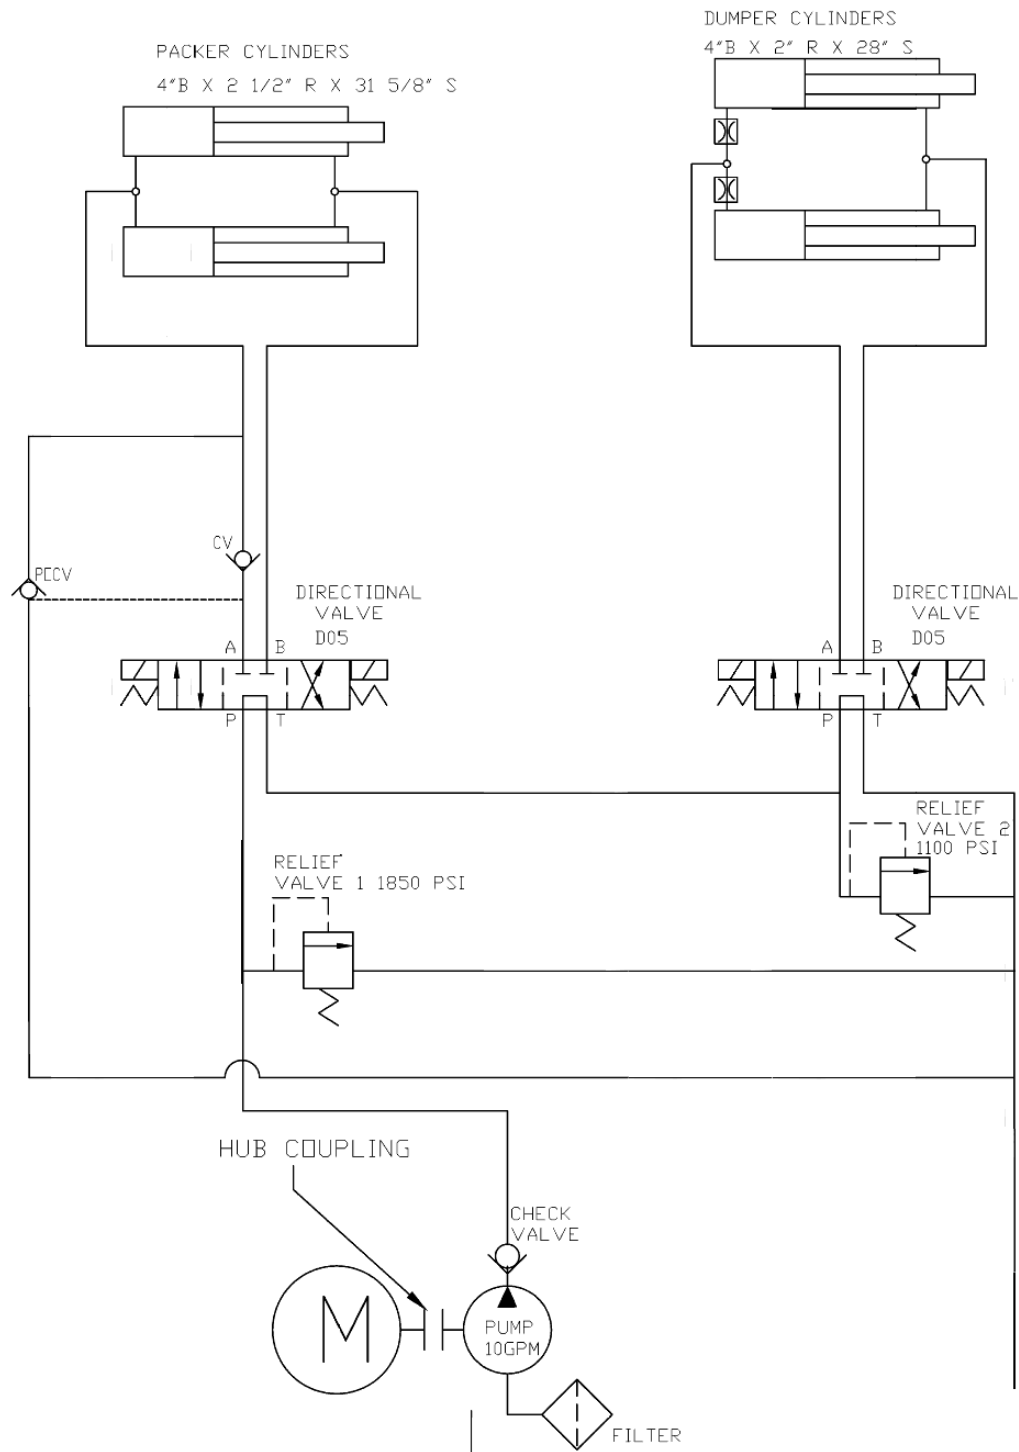 DUMPER CYLINDERS
4"B X 2" R X 28" S
PACKER CYLINDERS
4"B X 2 1/2" R X 31 5/8" S
CV
POCV
DIRECTIONAL
VALVE
D05
A B
P T
DIRECTIONAL
VALVE
D05
A B
P T
RELIEF
VALVE 2
1100 PSI
RELIEF
VALVE 1 1850 PSI
HUB COUPLING
CHECK
VALVE
M
PUMP
10GPM
FILTER